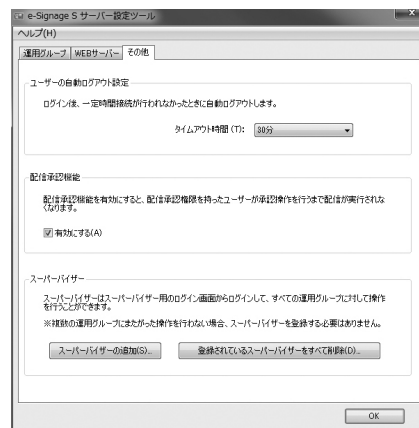 e-Signage S サーバー設定ツール
ヘルプ(H)
運用グループ WEBサーバー その他
ユーザーの自動ログアウト設定
ログイン後、一定時間接続が行われなかったときに自動ログアウトします。
タイムアウト時間 (T): 30分
配信承認機能
配信承認機能を有効にすると、配信承認権限を持ったユーザーが承認操作を行うまで配信が実行されな
くなります。
有効にする(A)
スーパーバイザー
スーパーバイザーはスーパーバイザー用のログイン画面からログインして、すべての運用グループに対して操作
を行うことができます。
※複数の運用グループにまたがった操作を行わない場合、スーパーバイザーを登録する必要はありません。
スーパーバイザーの追加(S)... 登録されているスーパーバイザーをすべて削除(D)...
OK